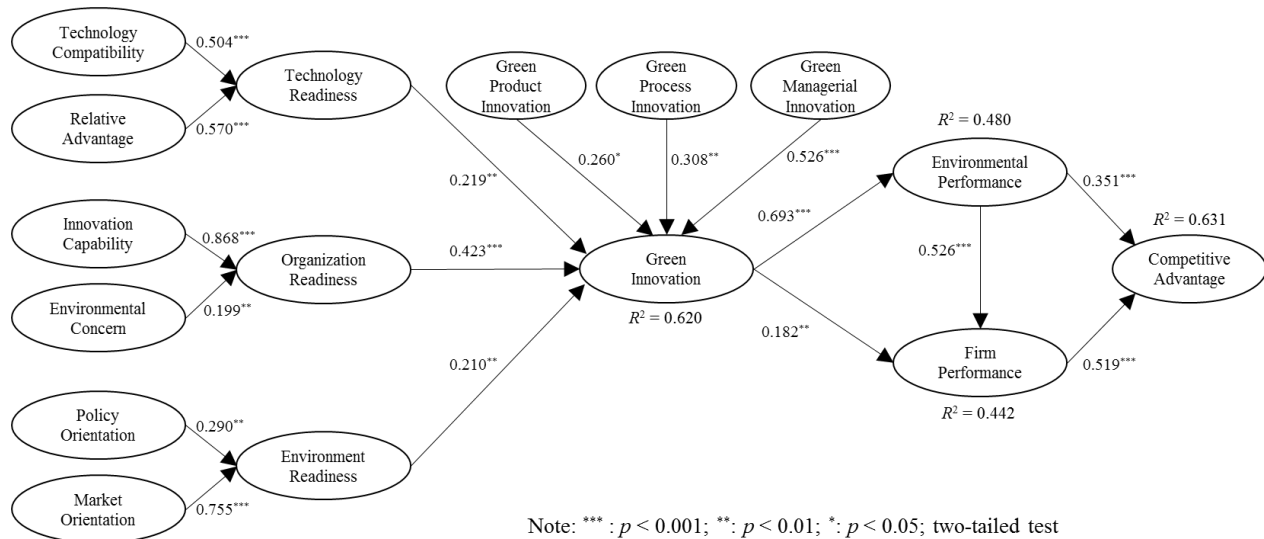 Technology
Compatibility
0.504***
Relative
Advantage
0.570***
Technology
Readiness
Innovation
Capability
0.868***
Environmental
Concern
0.199**
Organization
Readiness
Policy
Orientation
0.290**
Market
Orientation
0.755***
Environment
Readiness
0.219**
0.423***
0.210**
Green
Product
Innovation
Green
Process
Innovation
Green
Managerial
Innovation
0.260*
0.308**
0.526***
Green
Innovation
R² = 0.620
0.693***
0.182**
R² = 0.480
Environmental
Performance
0.526***
Firm
Performance
R² = 0.442
0.351***
0.519***
R² = 0.631
Competitive
Advantage
Note: *** : p < 0.001; **: p < 0.01; *: p < 0.05; two-tailed test